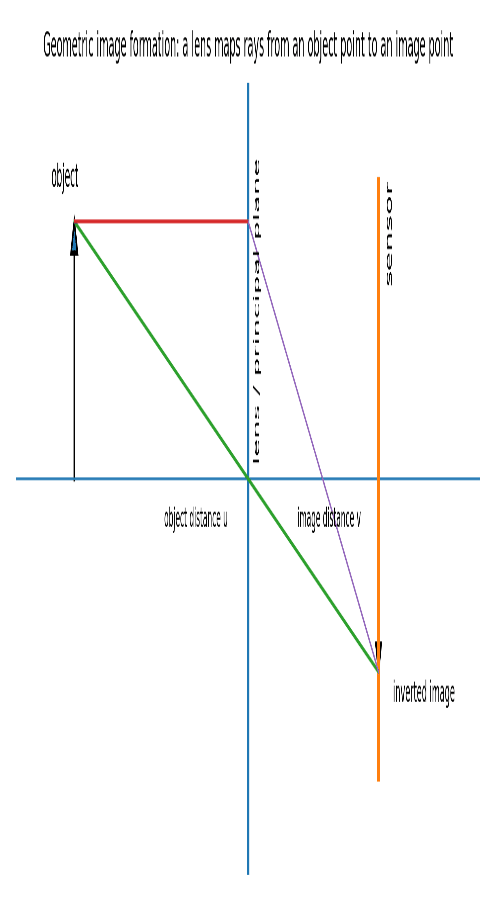 Geometric image formation: a lens maps rays from an object point to an image point
object
lens / principal plane
sensor
object distance u
image distance v
inverted image